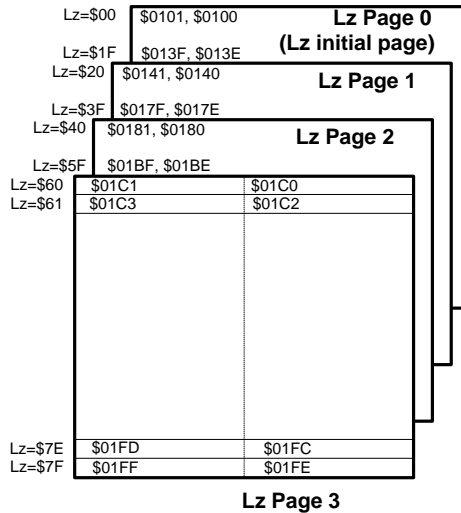 Lz=$00 $0101, $0100 Lz Page 0
(Lz initial page)
Lz=$1F $013F, $013E
Lz=$20 $0141, $0140 Lz Page 1
Lz=$3F $017F, $017E
Lz=$40 $0181, $0180 Lz Page 2
Lz=$5F $01BF, $01BE
Lz=$60 $01C1 $01C0
Lz=$61 $01C3 $01C2
Lz=$7E $01FD $01FC
Lz=$7F $01FF $01FE
Lz Page 3